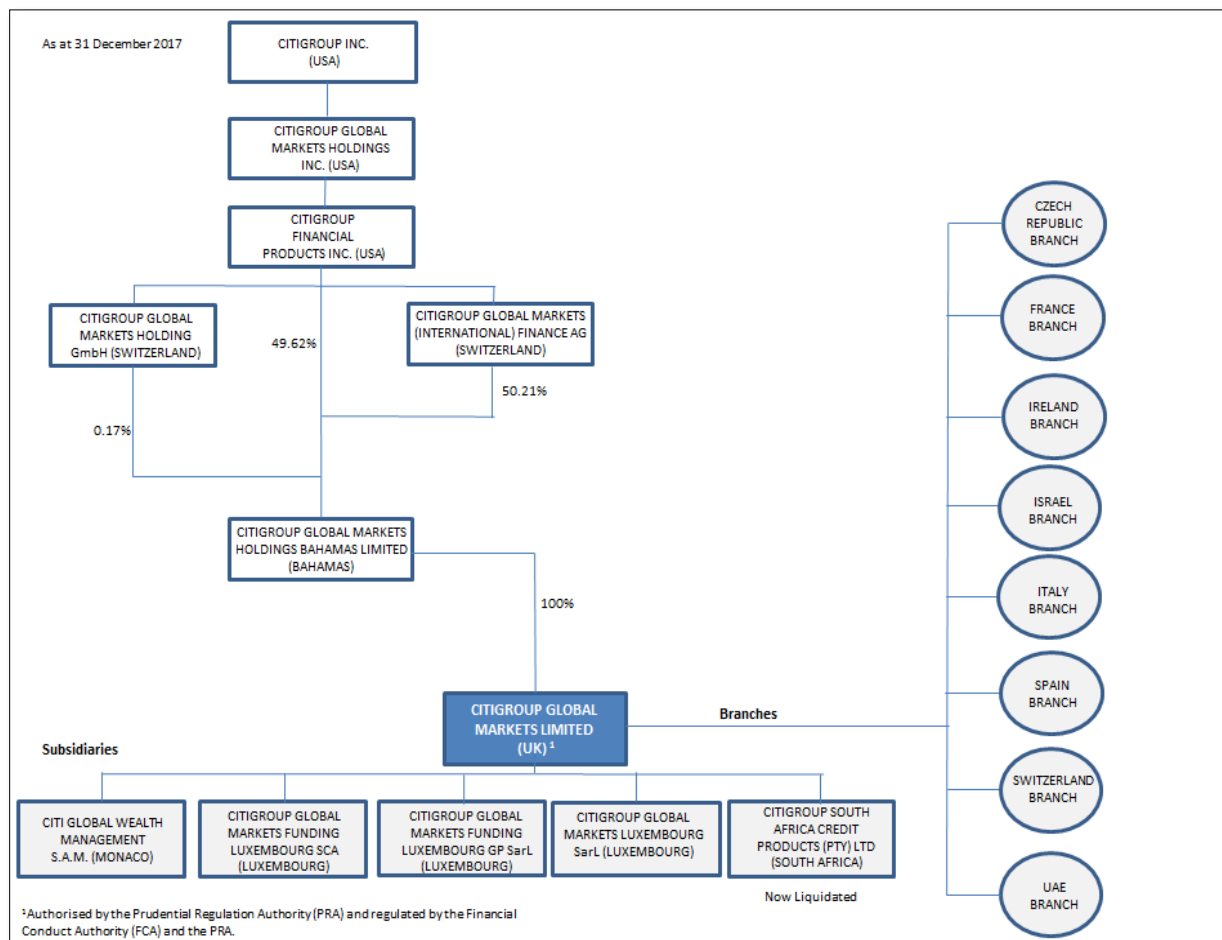 As at 31 December 2017
CITIGROUP INC.
(USA)
CITIGROUP GLOBAL
MARKETS HOLDINGS
INC. (USA)
CITIGROUP
FINANCIAL
PRODUCTS INC. (USA)
CITIGROUP GLOBAL
MARKETS HOLDING
GmbH (SWITZERLAND)
49.62%
CITIGROUP GLOBAL MARKETS
(INTERNATIONAL) FINANCE AG
(SWITZERLAND)
50.21%
0.17%
CITIGROUP GLOBAL MARKETS
HOLDINGS BAHAMAS LIMITED
(BAHAMAS)
100%
CITIGROUP GLOBAL
MARKETS LIMITED
(UK) ¹
Branches
CZECH
REPUBLIC
BRANCH
FRANCE
BRANCH
IRELAND
BRANCH
ISRAEL
BRANCH
ITALY
BRANCH
SPAIN
BRANCH
SWITZERLAND
BRANCH
UAE
BRANCH
Subsidiaries
CITI GLOBAL WEALTH
MANAGEMENT
S.A.M. (MONACO)
CITIGROUP GLOBAL
MARKETS FUNDING
LUXEMBOURG SCA
(LUXEMBOURG)
CITIGROUP GLOBAL
MARKETS FUNDING
LUXEMBOURG GP SarL
(LUXEMBOURG)
CITIGROUP GLOBAL
MARKETS LUXEMBOURG
SarL (LUXEMBOURG)
CITIGROUP SOUTH
AFRICA CREDIT
PRODUCTS (PTY) LTD
(SOUTH AFRICA)
Now Liquidated
¹Authorised by the Prudential Regulation Authority (PRA) and regulated by the Financial
Conduct Authority (FCA) and the PRA.